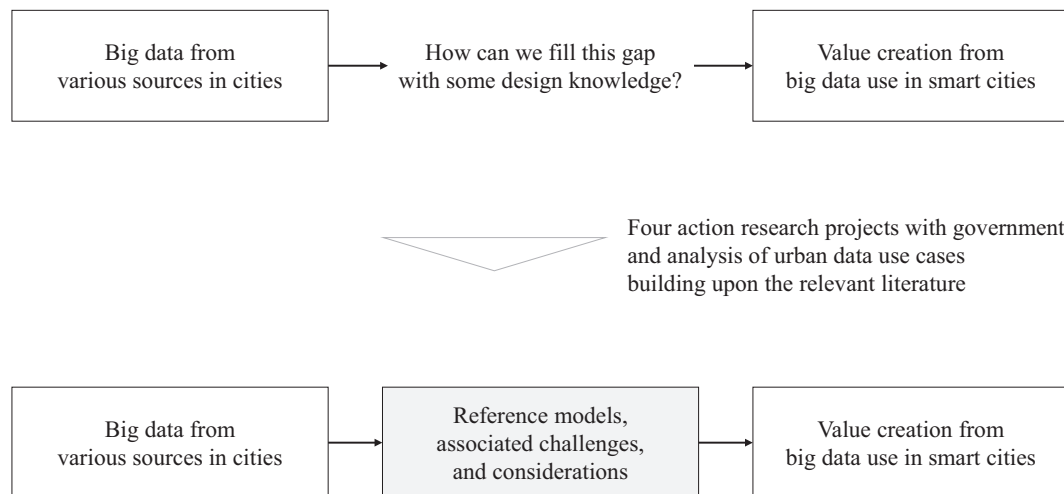 Big data from
various sources in cities
How can we fill this gap
with some design knowledge?
Value creation from
big data use in smart cities
Four action research projects with government
and analysis of urban data use cases
building upon the relevant literature
Big data from
various sources in cities
Reference models,
associated challenges,
and considerations
Value creation from
big data use in smart cities